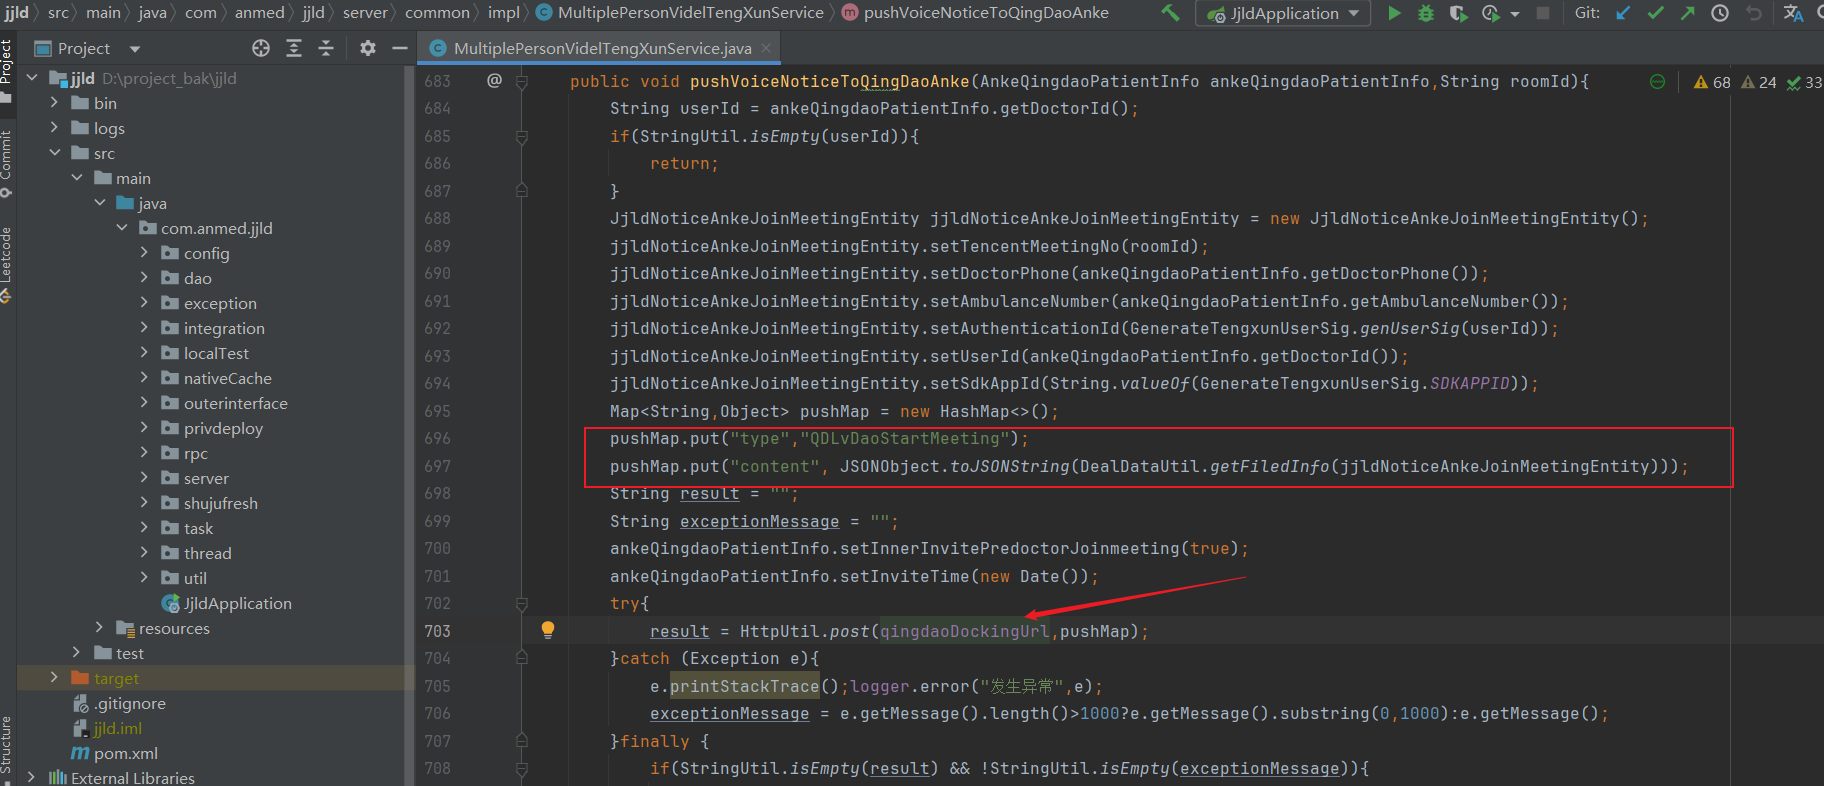 jjld 〉 src 〉 main 〉 java 〉 com 〉 anmed 〉 jjld 〉 server 〉 common 〉 impl 〉 MultiplePersonVidelTengXunService 〉 pushVoiceNoticeToQingDaoAnke
JjldApplication
Git:
Project
MultiplePersonVidelTengXunService.java
Project
Commit
Leetcode
Structure
jjld D:\project_bak\jjld
bin
logs
src
main
java
com.anmed.jjld
config
dao
exception
integration
localTest
nativeCache
outerinterface
privdeploy
rpc
server
shujufresh
task
thread
util
JjldApplication
resources
test
target
.gitignore
jjld.iml
pom.xml
External Libraries
68 24 33
683 @ public void pushVoiceNoticeToQingDaoAnke(AnkeQingdaoPatientInfo ankeQingdaoPatientInfo,String roomId){
684 String userId = ankeQingdaoPatientInfo.getDoctorId();
685 if(StringUtil.isEmpty(userId)){
686 return;
687 }
688 JjldNoticeAnkeJoinMeetingEntity jjldNoticeAnkeJoinMeetingEntity = new JjldNoticeAnkeJoinMeetingEntity();
689 jjldNoticeAnkeJoinMeetingEntity.setTencentMeetingNo(roomId);
690 jjldNoticeAnkeJoinMeetingEntity.setDoctorPhone(ankeQingdaoPatientInfo.getDoctorPhone());
691 jjldNoticeAnkeJoinMeetingEntity.setAmbulanceNumber(ankeQingdaoPatientInfo.getAmbulanceNumber());
692 jjldNoticeAnkeJoinMeetingEntity.setAuthenticationId(GenerateTengxunUserSig.genUserSig(userId));
693 jjldNoticeAnkeJoinMeetingEntity.setUserId(ankeQingdaoPatientInfo.getDoctorId());
694 jjldNoticeAnkeJoinMeetingEntity.setSdkAppId(String.valueOf(GenerateTengxunUserSig.SDKAPPID));
695 Map<String,Object> pushMap = new HashMap<>();
696 pushMap.put("type","QDLvDaoStartMeeting");
697 pushMap.put("content", JSONObject.toJSONString(DealDataUtil.getFiledInfo(jjldNoticeAnkeJoinMeetingEntity)));
698 String result = "";
699 String exceptionMessage = "";
700 ankeQingdaoPatientInfo.setInnerInvitePredoctorJoinmeeting(true);
701 ankeQingdaoPatientInfo.setInviteTime(new Date());
702 try{
703 result = HttpUtil.post(qingdaoDockingUrl,pushMap);
704 }catch (Exception e){
705 e.printStackTrace();logger.error("发生异常",e);
706 exceptionMessage = e.getMessage().length()>1000?e.getMessage().substring(0,1000):e.getMessage();
707 }finally {
708 if(StringUtil.isEmpty(result) && !StringUtil.isEmpty(exceptionMessage)){